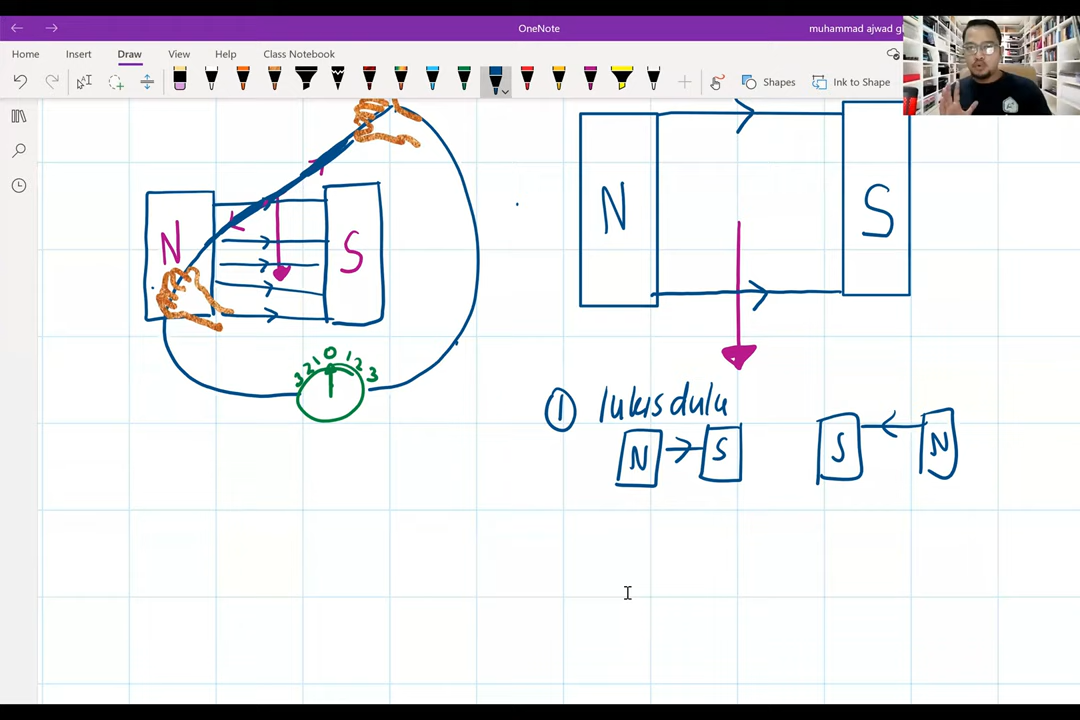 OneNote
muhammad ajwad g
Home Insert Draw View Help Class Notebook
Shapes Ink to Shape
N S
3 2 1 0 1 2 3
N S
1 lukis dulu
N S S N